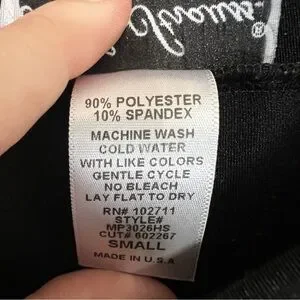 90% POLYESTER
10% SPANDEX
MACHINE WASH
COLD WATER
WITH LIKE COLORS
GENTLE CYCLE
NO BLEACH
LAY FLAT TO DRY
RN# 102711
STYLE#
MP3026HS
CUT# 602267
SMALL
MADE IN U.S.A